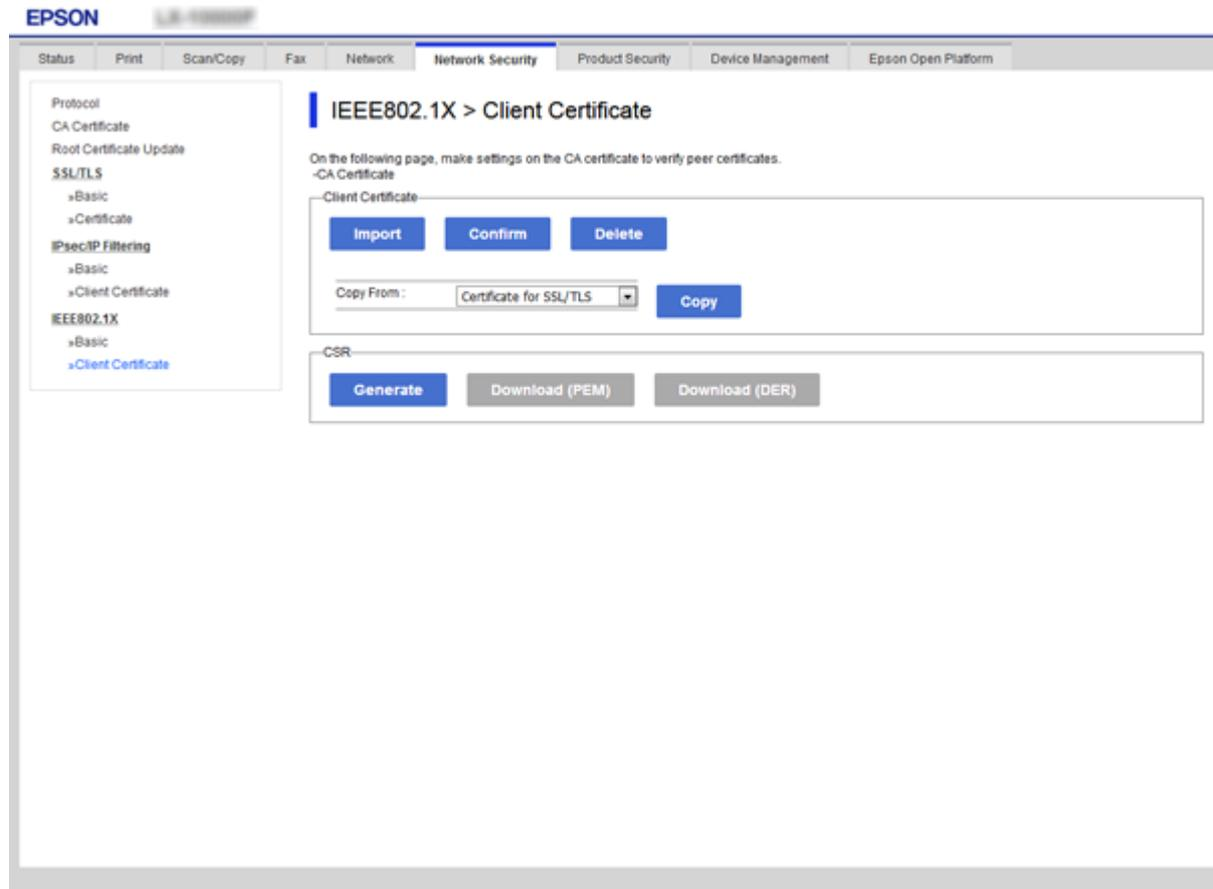 EPSON
Status Print Scan/Copy Fax Network Network Security Product Security Device Management Epson Open Platform
Protocol
CA Certificate
Root Certificate Update
SSL/TLS
»Basic
»Certificate
IPsec/IP Filtering
»Basic
»Client Certificate
IEEE802.1X
»Basic
»Client Certificate
IEEE802.1X > Client Certificate
On the following page, make settings on the CA certificate to verify peer certificates.
-CA Certificate
Client Certificate
Import Confirm Delete
Copy From : Certificate for SSL/TLS Copy
CSR
Generate Download (PEM) Download (DER)